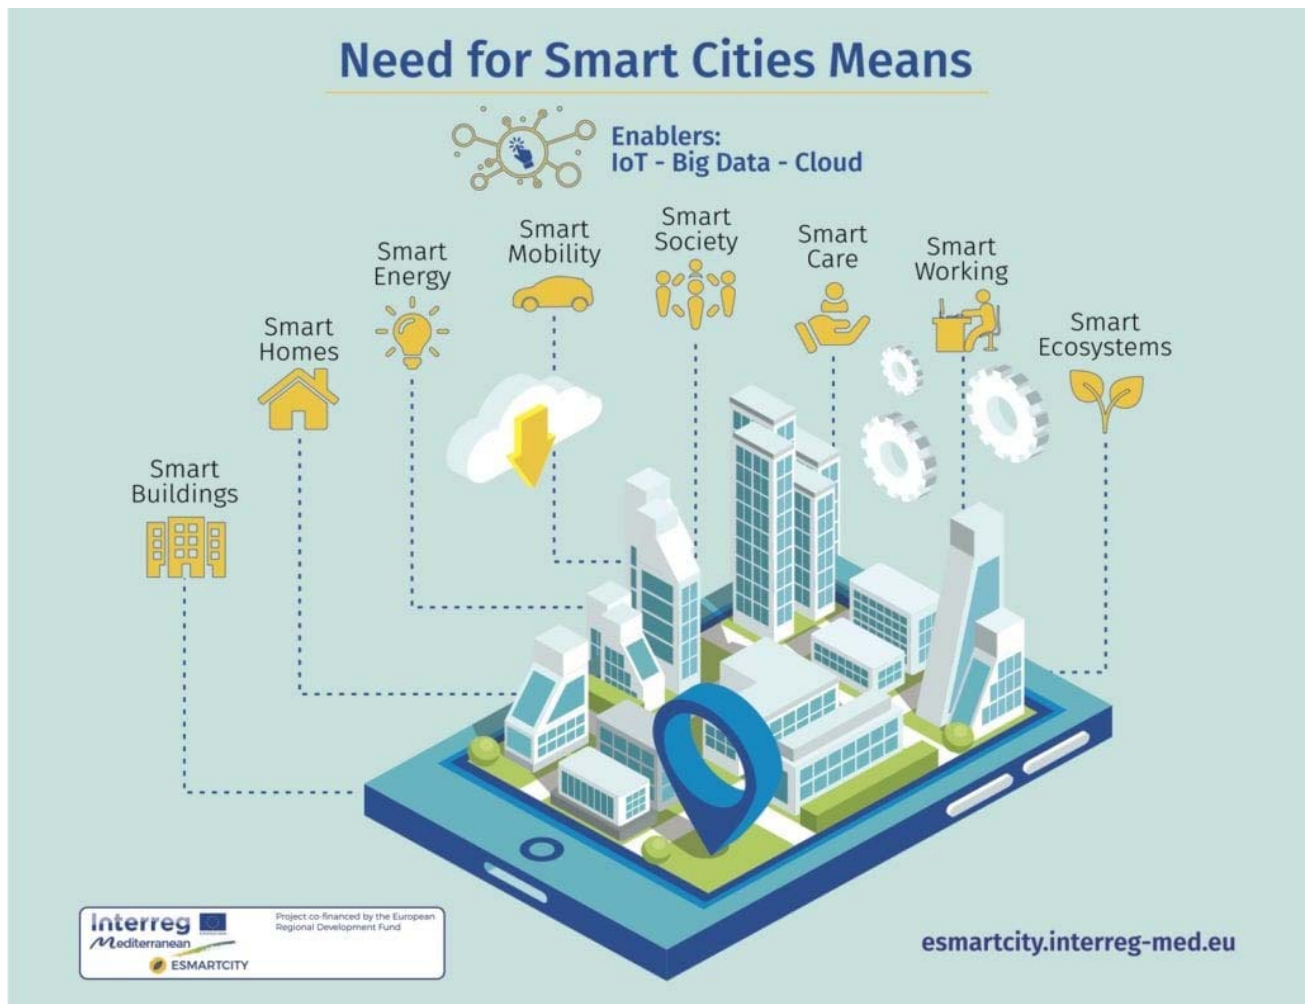 Need for Smart Cities Means
Enablers:
IoT - Big Data - Cloud
Smart
Buildings
Smart
Homes
Smart
Energy
Smart
Mobility
Smart
Society
Smart
Care
Smart
Working
Smart
Ecosystems
Interreg
Mediterranean
ESMARTCITY
Project co-financed by the European
Regional Development Fund
esmartcity.interreg-med.eu